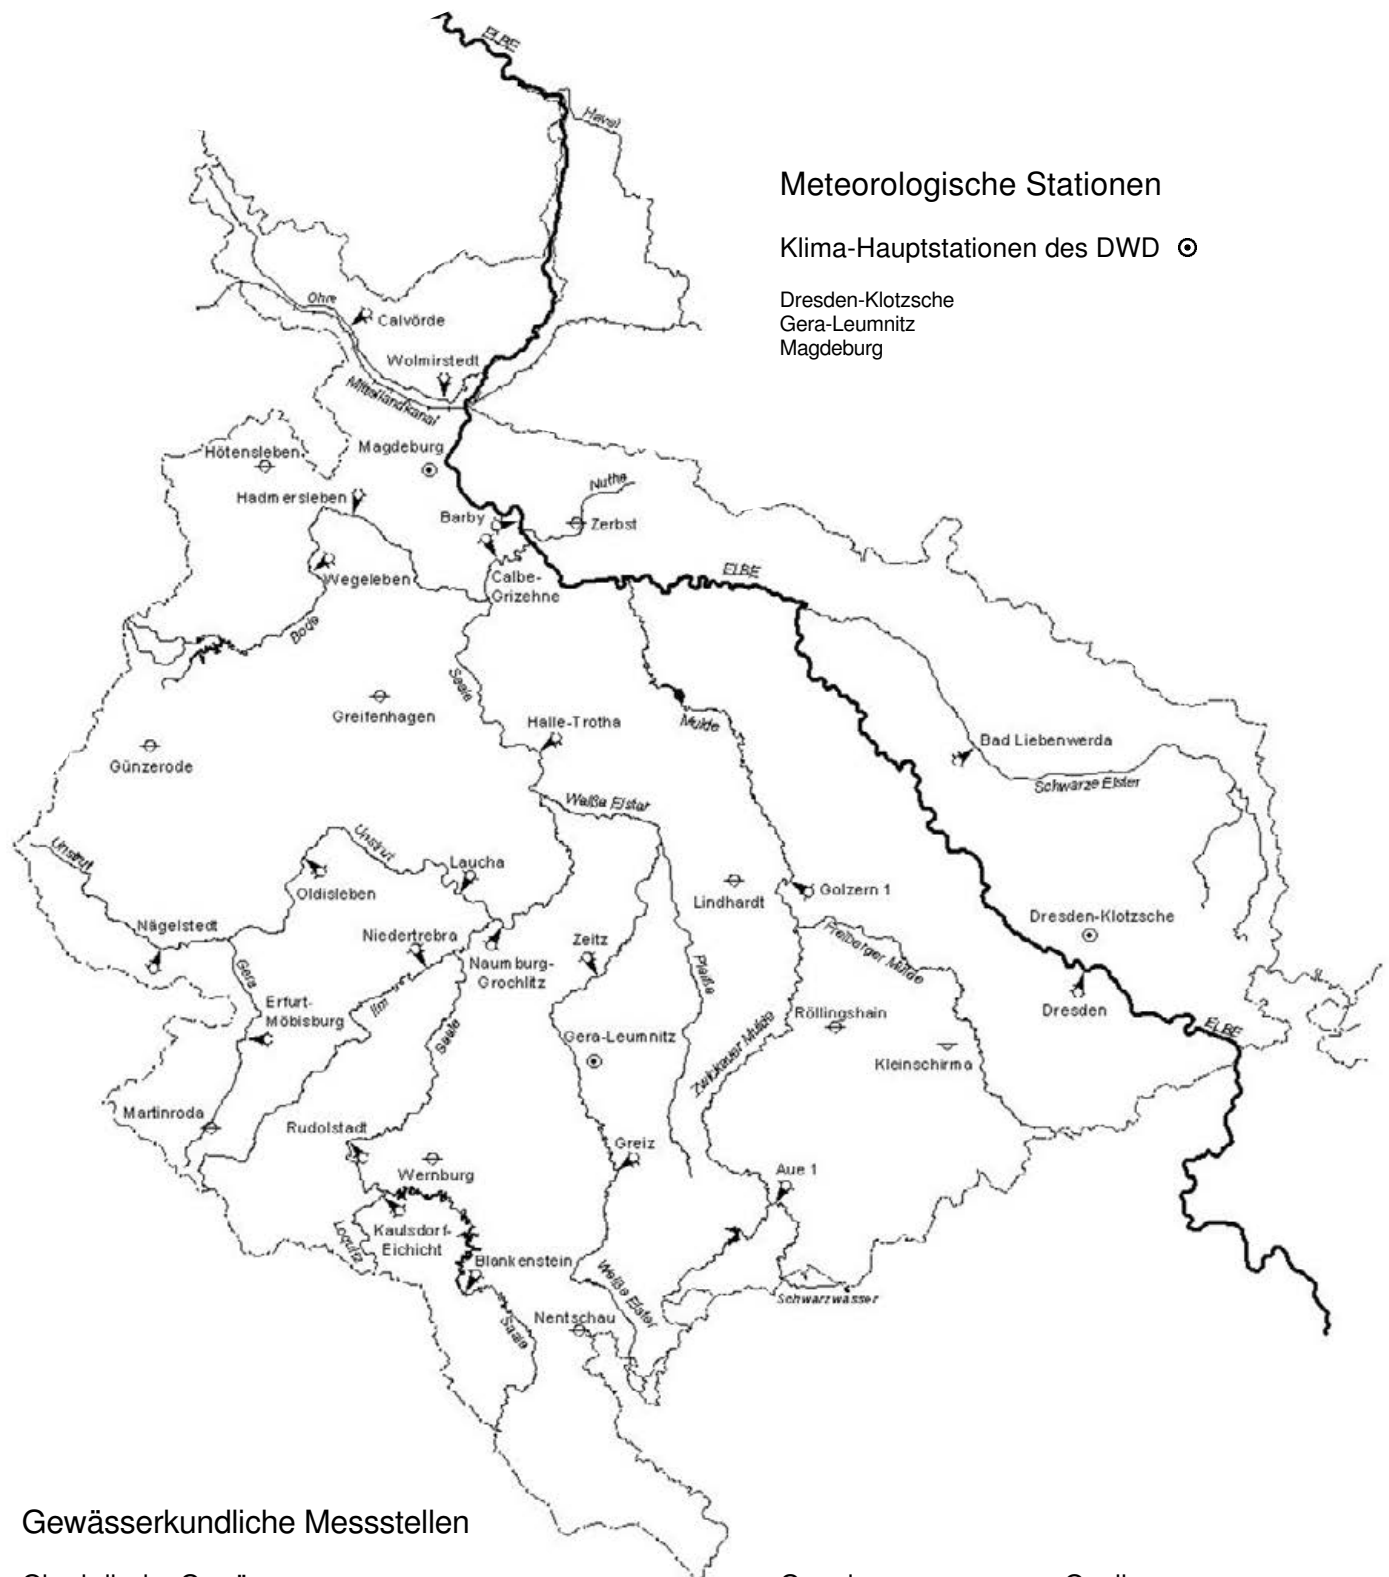 ELBE
Havel
Meteorologische Stationen
Klima-Hauptstationen des DWD
Dresden-Klotzsche
Gera-Leumnitz
Magdeburg
Ohre
Calvörde
Wolmirstedt
Mittellandkanal
Magdeburg
Hötensleben
Hadmersleben
Nuthe
Barby
Zerbst
Wegeleben
Calbe-
Grizehne
ELBE
Bode
Saale
Greifenhagen
Halle-Trotha
Mulde
Bad Liebenwerda
Günzerode
Schwarze Elster
Weiße Elster
Unstrut
Unstrut
Laucha
Oldisleben
Lindhardt
Golzern 1
Nägelstedt
Niedertrebra
Zeitz
Dresden-Klotzsche
Freiberger Mulde
Naumburg-
Grochlitz
Gera
Pleiße
Erfurt-
Möbisburg
Ilm
Saale
Röllingshain
Dresden
ELBE
Gera-Leumnitz
Zwickauer Mulde
Kleinschirma
Martinroda
Rudolstadt
Greiz
Wernburg
Aue 1
Loquitz
Kaulsdorf-
Eichicht
Blankenstein
Weiße Elster
Schwarzwasser
Saale
Nentschau
Gewässerkundliche Messstellen